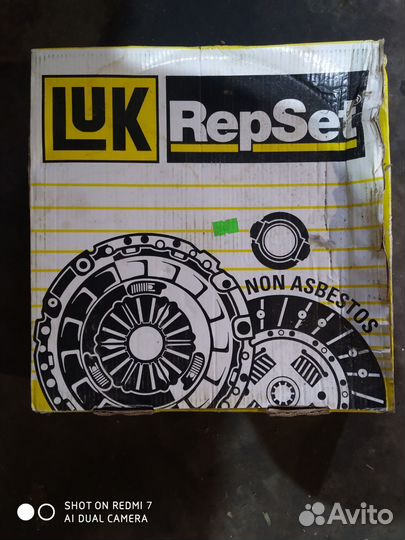 LUK
RepSet®
NON ASBESTOS
SHOT ON REDMI 7
AI DUAL CAMERA
Avito